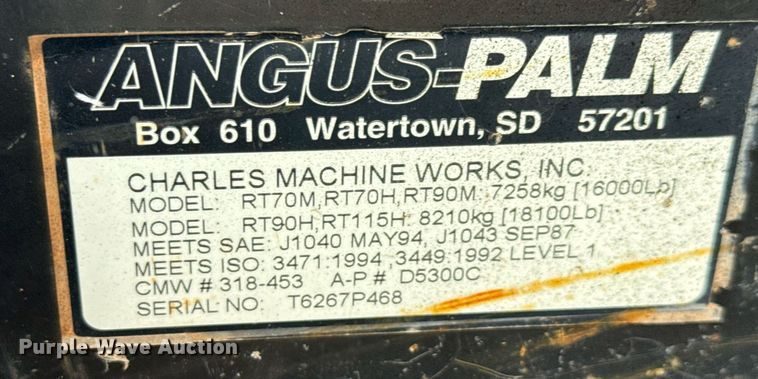 ANGUS-PALM
Box 610 Watertown, SD 57201
CHARLES MACHINE WORKS, INC.
MODEL: RT70M,RT70H,RT90M: 7258kg [16000Lb]
MODEL: RT90H,RT115H: 8210kg [18100Lb]
MEETS SAE: J1040 MAY94, J1043 SEP87
MEETS ISO: 3471:1994 ,3449:1992 LEVEL 1
CMW # 318-453 A-P # D5300C
SERIAL NO: T6267P468
Purple Wave Auction